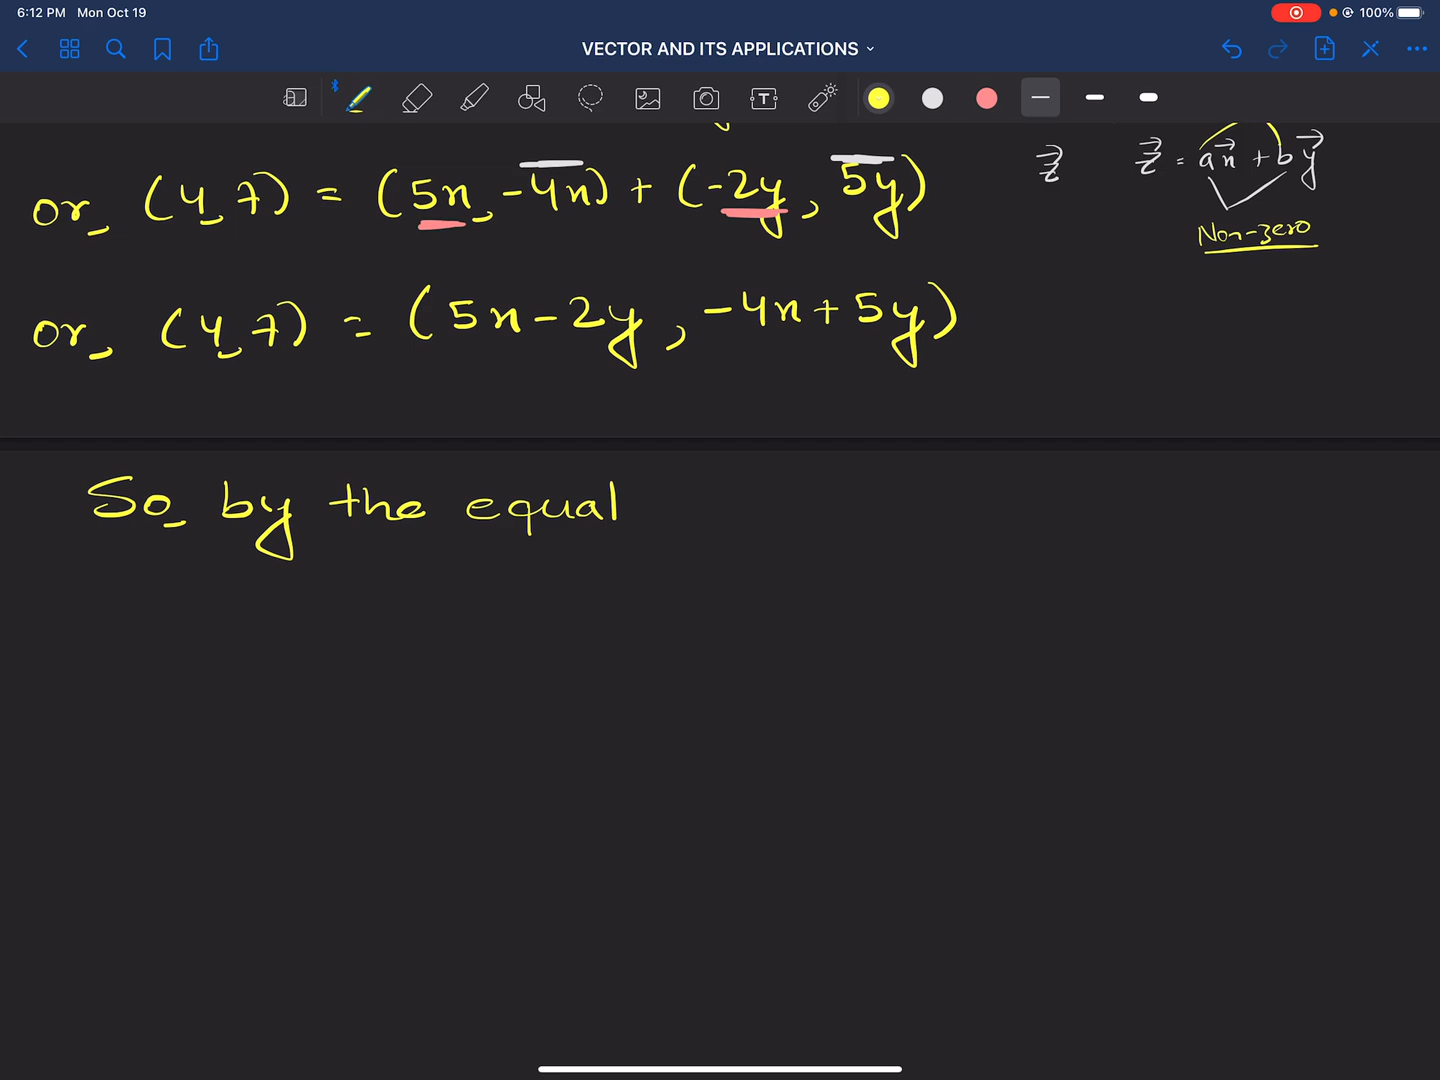 6:12 PM Mon Oct 19 100%
VECTOR AND ITS APPLICATIONS
T
or, (4,7) = (5x, -4x) + (-2y, 5y)
z⃗ z⃗ = ax⃗ + by⃗
Non-zero
or, (4,7) = (5x - 2y, -4x + 5y)
So, by the equal